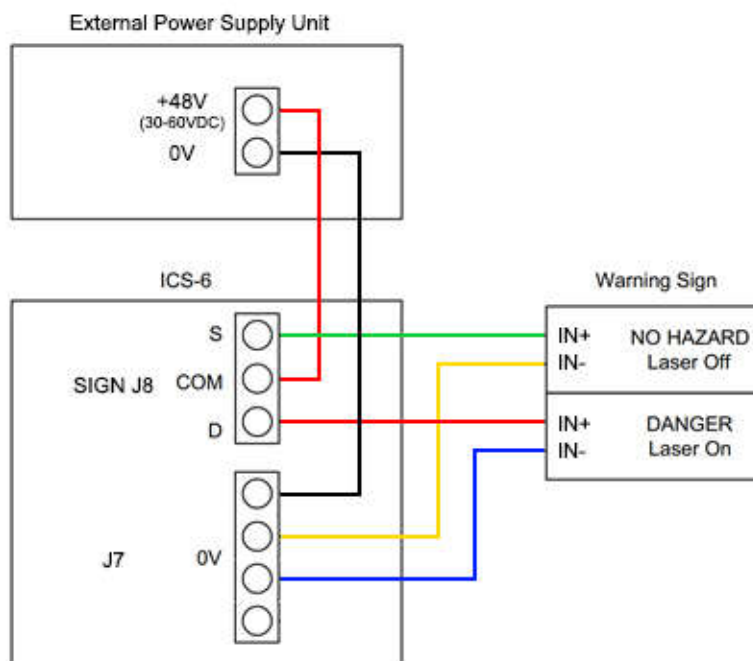 External Power Supply Unit
+48V
(30-60VDC)
0V
ICS-6
S
SIGN J8
COM
D
J7
0V
Warning Sign
IN+
NO HAZARD
IN-
Laser Off
IN+
DANGER
IN-
Laser On